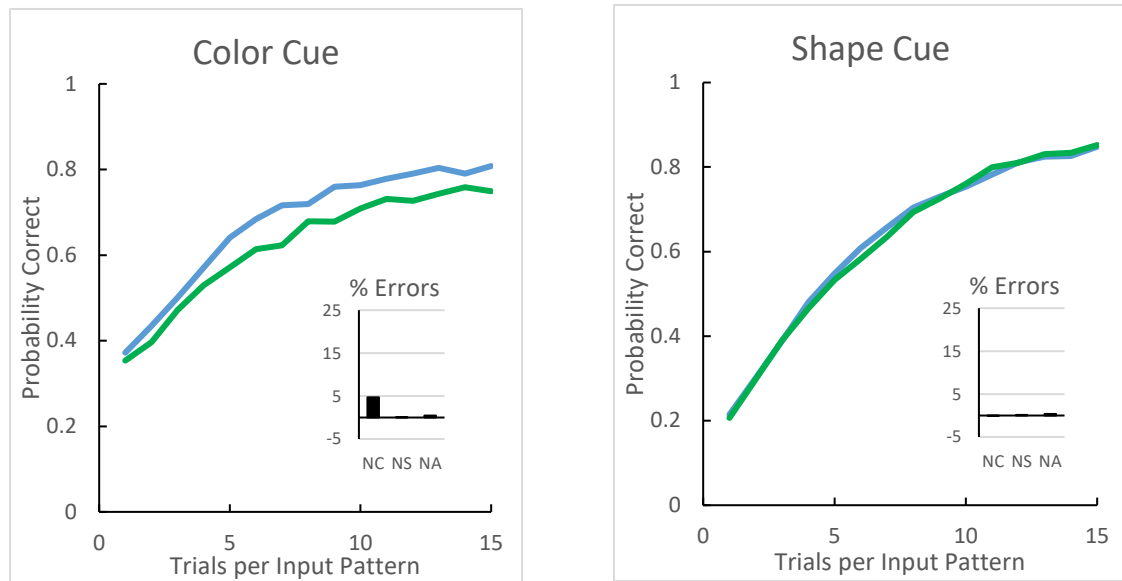 Color Cue
1
0.8
0.6
0.4
0.2
0
Probability Correct
0
5
10
15
Trials per Input Pattern
% Errors
25
15
5
-5
NC NS NA
Shape Cue
1
0.8
0.6
0.4
0.2
0
Probability Correct
0
5
10
15
Trials per Input Pattern
% Errors
25
15
5
-5
NC NS NA